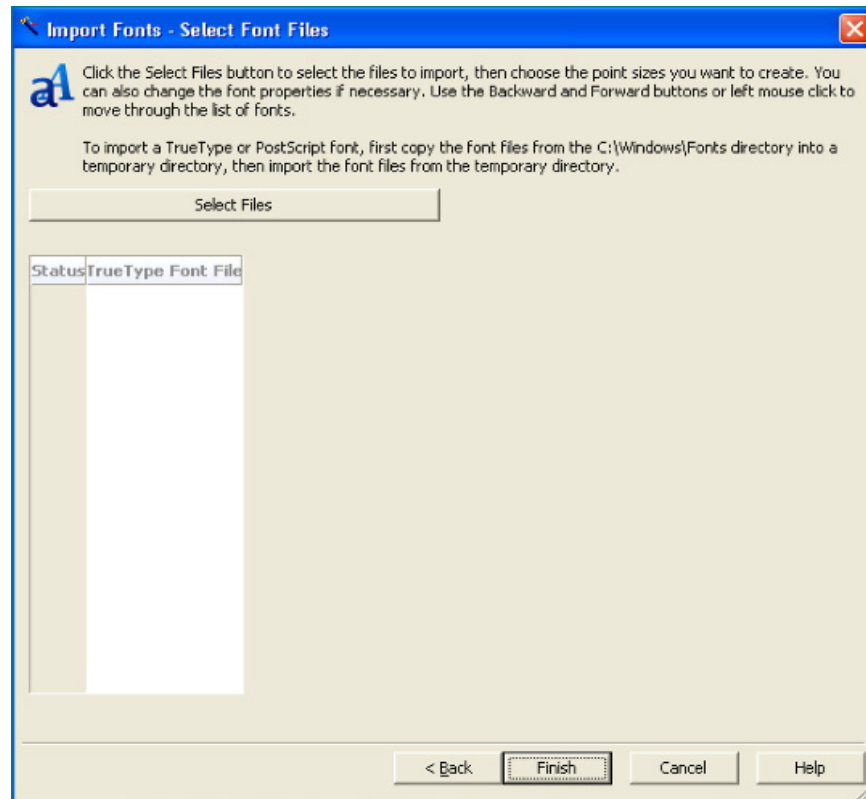 Import Fonts - Select Font Files
Click the Select Files button to select the files to import, then choose the point sizes you want to create. You
can also change the font properties if necessary. Use the Backward and Forward buttons or left mouse click to
move through the list of fonts.
To import a TrueType or PostScript font, first copy the font files from the C:\Windows\Fonts directory into a
temporary directory, then import the font files from the temporary directory.
Select Files
Status TrueType Font File
< Back Finish Cancel Help